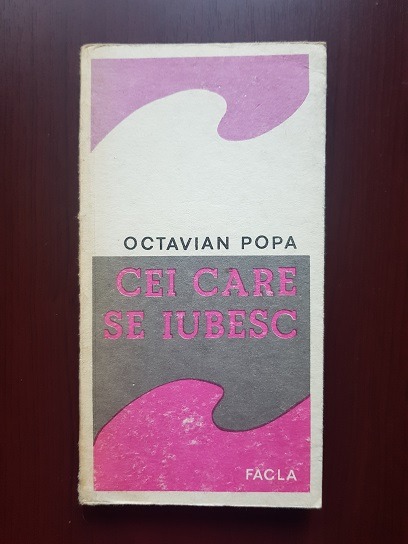 OCTAVIAN POPA
CEI CARE
SE IUBESC
FACLA